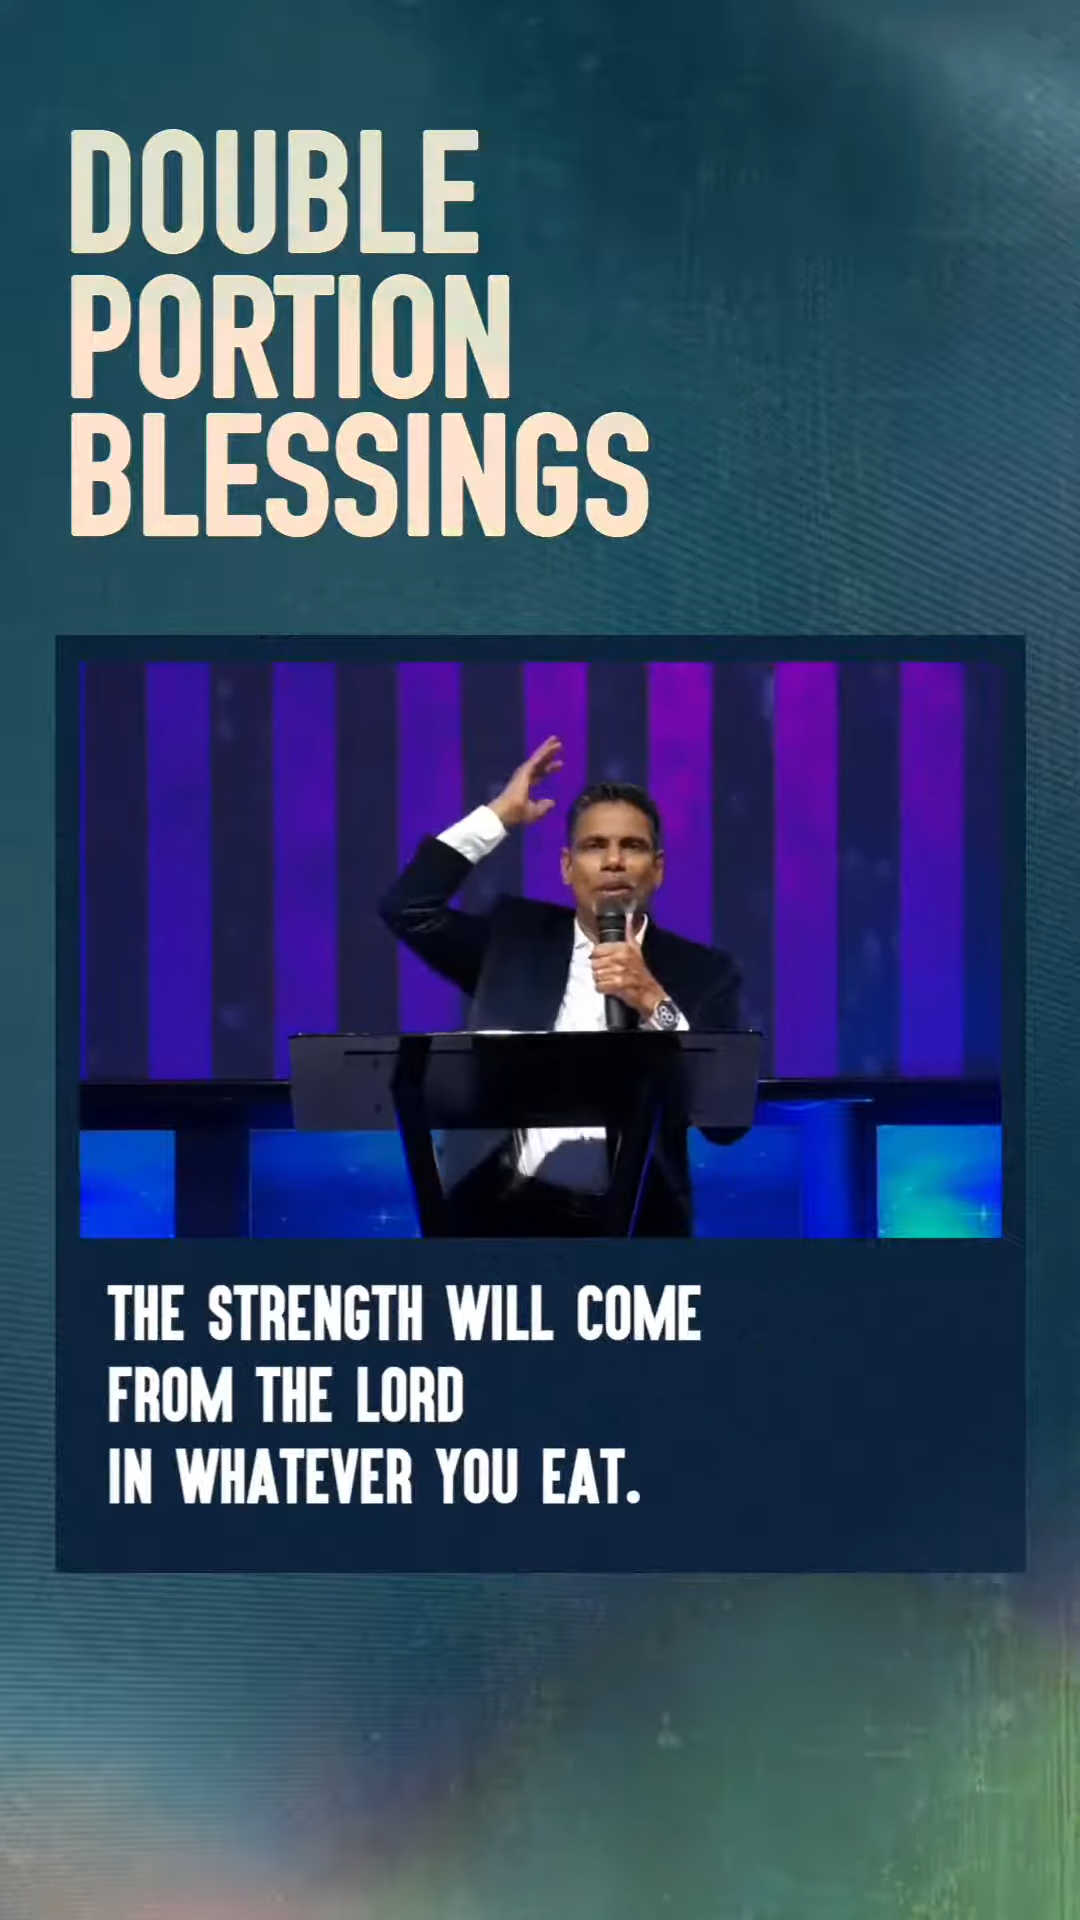 DOUBLE
PORTION
BLESSINGS
THE STRENGTH WILL COME
FROM THE LORD
IN WHATEVER YOU EAT.